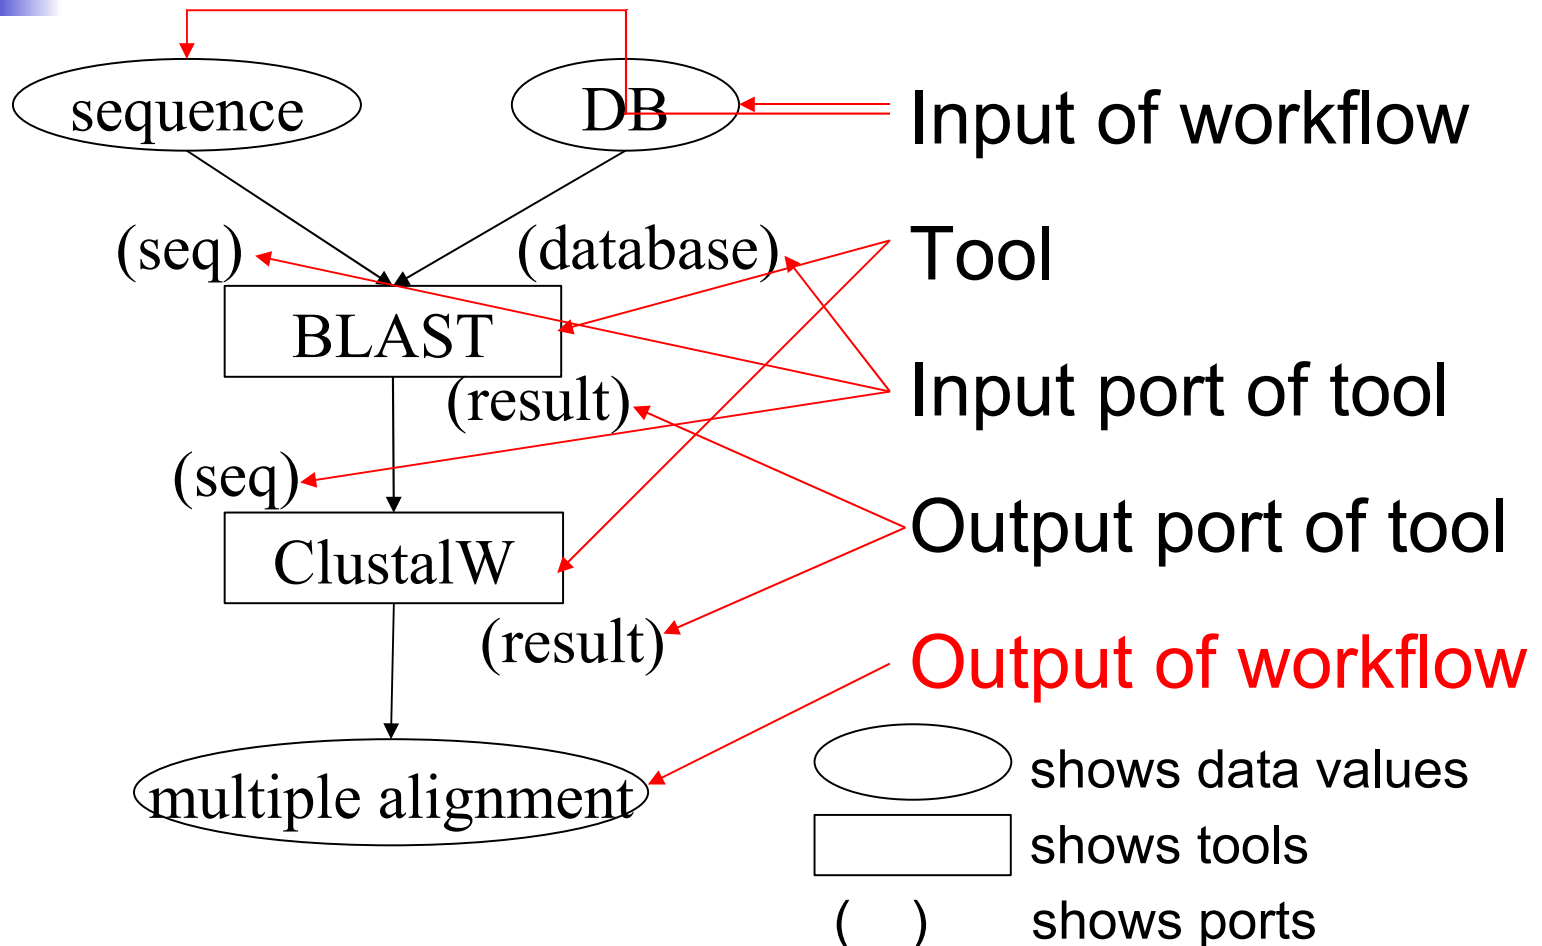 sequence
DB
Input of workflow
(seq)
(database)
Tool
BLAST
(result)
Input port of tool
(seq)
ClustalW
Output port of tool
(result)
Output of workflow
multiple alignment
shows data values
shows tools
( ) shows ports